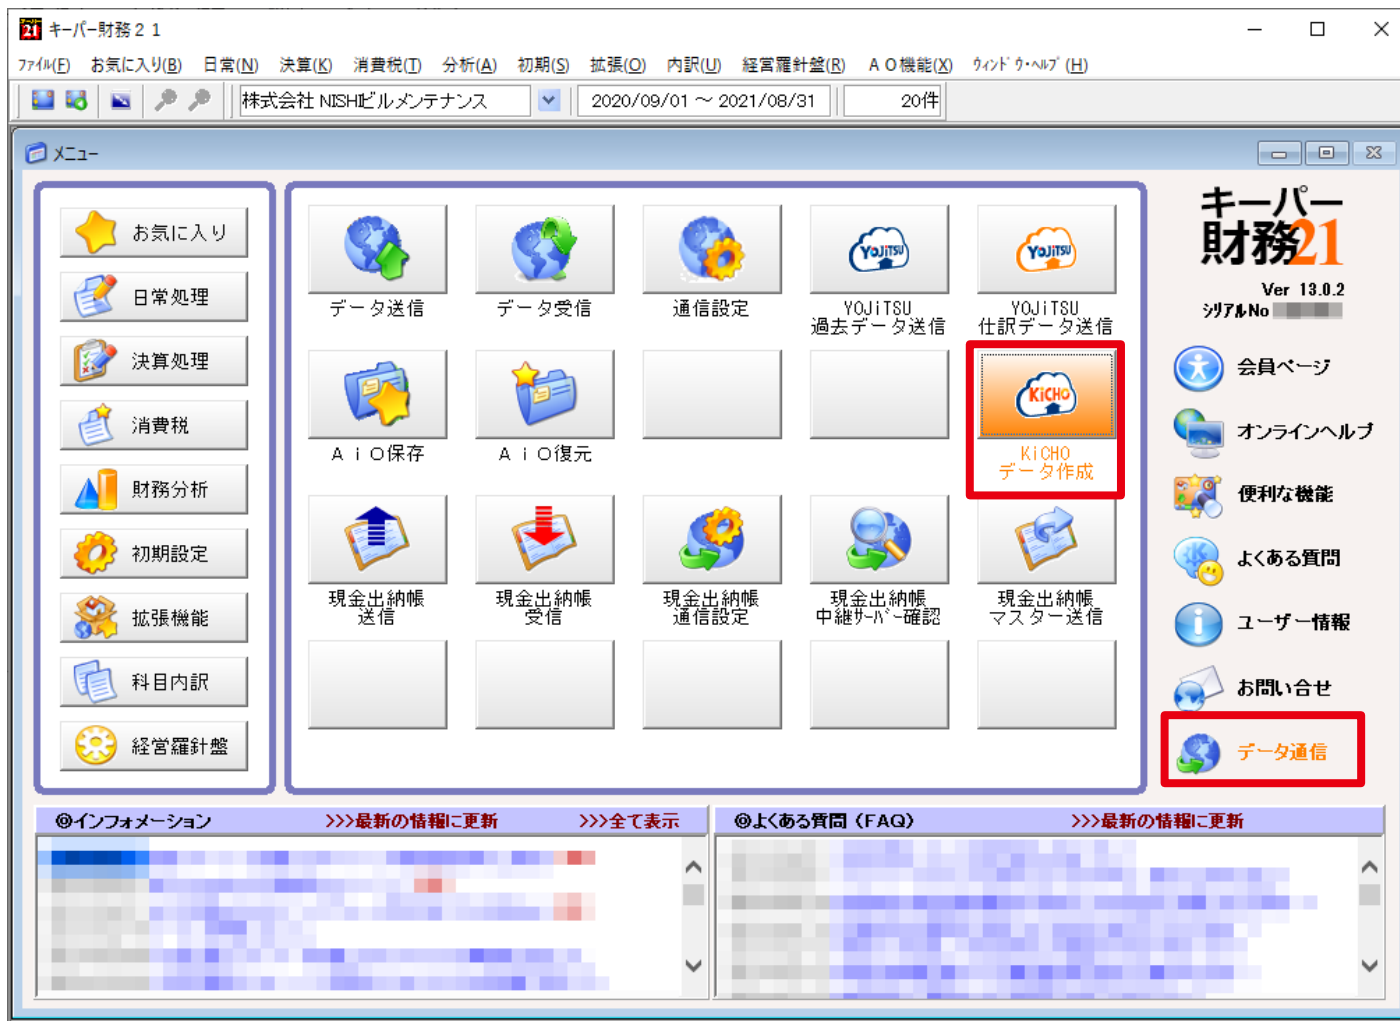 21 キーパー財務２１
ﾌｧｲﾙ(F) お気に入り(B) 日常(N) 決算(K) 消費税(T) 分析(A) 初期(S) 拡張(O) 内訳(U) 経営羅針盤(R) ＡＯ機能(X) ｳｨﾝﾄﾞｳ・ﾍﾙﾌﾟ(H)
株式会社 NISHIビルメンテナンス 2020/09/01 ～ 2021/08/31 20件
メニュー
お気に入り
日常処理
決算処理
消費税
財務分析
初期設定
拡張機能
科目内訳
経営羅針盤
YOJiTSU YOJiTSU
データ送信 データ受信 通信設定 YOJiTSU YOJiTSU
過去データ送信 仕訳データ送信
KiCHO
ＡｉＯ保存 ＡｉＯ復元 KiCHO
データ作成
現金出納帳 現金出納帳 現金出納帳 現金出納帳 現金出納帳
送信 受信 通信設定 中継ｻｰﾊﾞｰ確認 マスター送信
キーパー
財務21
Ver 13.0.2
ｼﾘｱﾙNo
会員ページ
オンラインヘルプ
便利な機能
よくある質問
ユーザー情報
お問い合せ
データ通信
◎インフォメーション >>>最新の情報に更新 >>>全て表示
◎よくある質問（FAQ） >>>最新の情報に更新